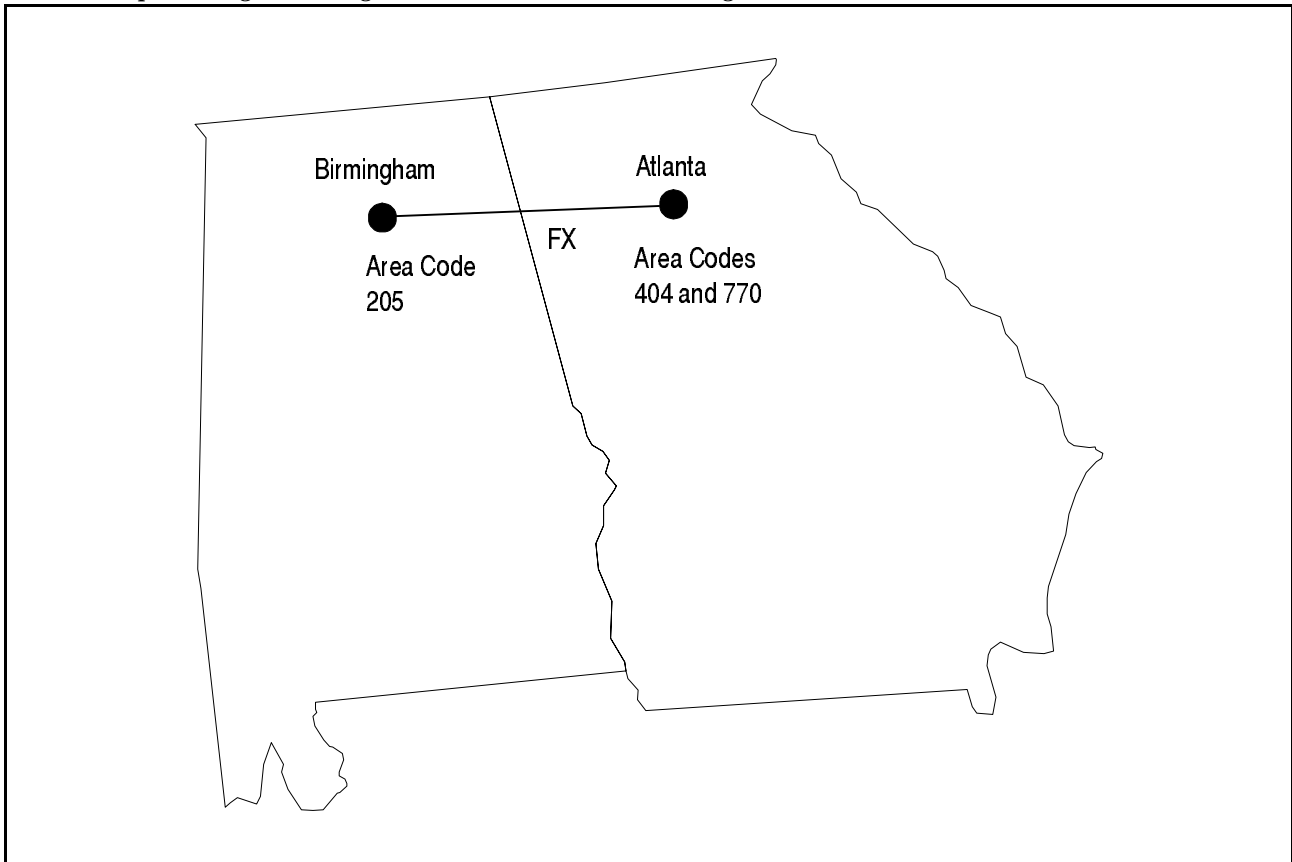 Birmingham
Atlanta
FX
Area Code
205
Area Codes
404 and 770